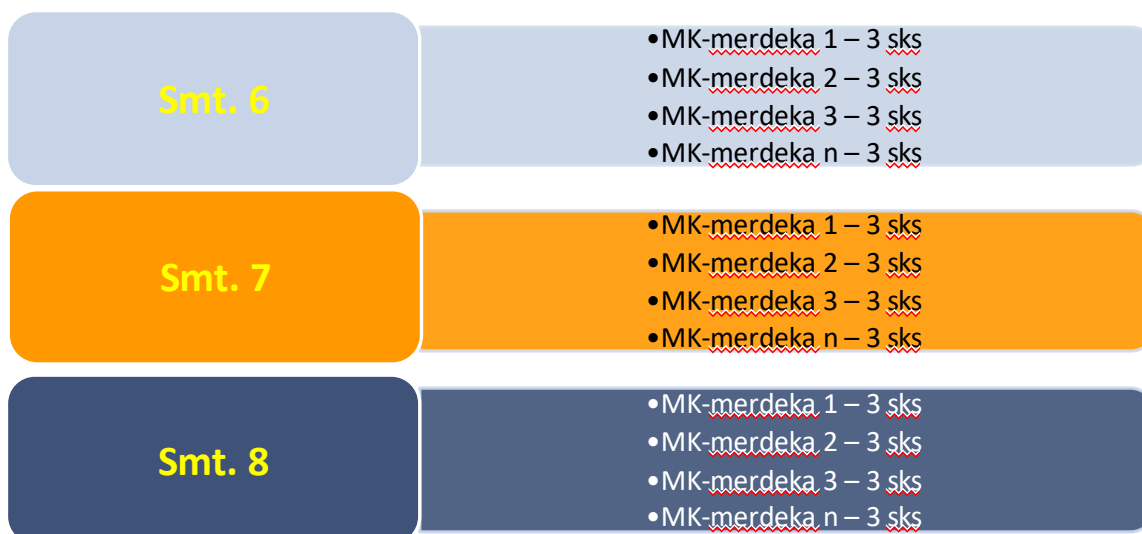 Smt. 6
•MK-merdeka 1 – 3 sks
•MK-merdeka 2 – 3 sks
•MK-merdeka 3 – 3 sks
•MK-merdeka n – 3 sks
Smt. 7
•MK-merdeka 1 – 3 sks
•MK-merdeka 2 – 3 sks
•MK-merdeka 3 – 3 sks
•MK-merdeka n – 3 sks
Smt. 8
•MK-merdeka 1 – 3 sks
•MK-merdeka 2 – 3 sks
•MK-merdeka 3 – 3 sks
•MK-merdeka n – 3 sks